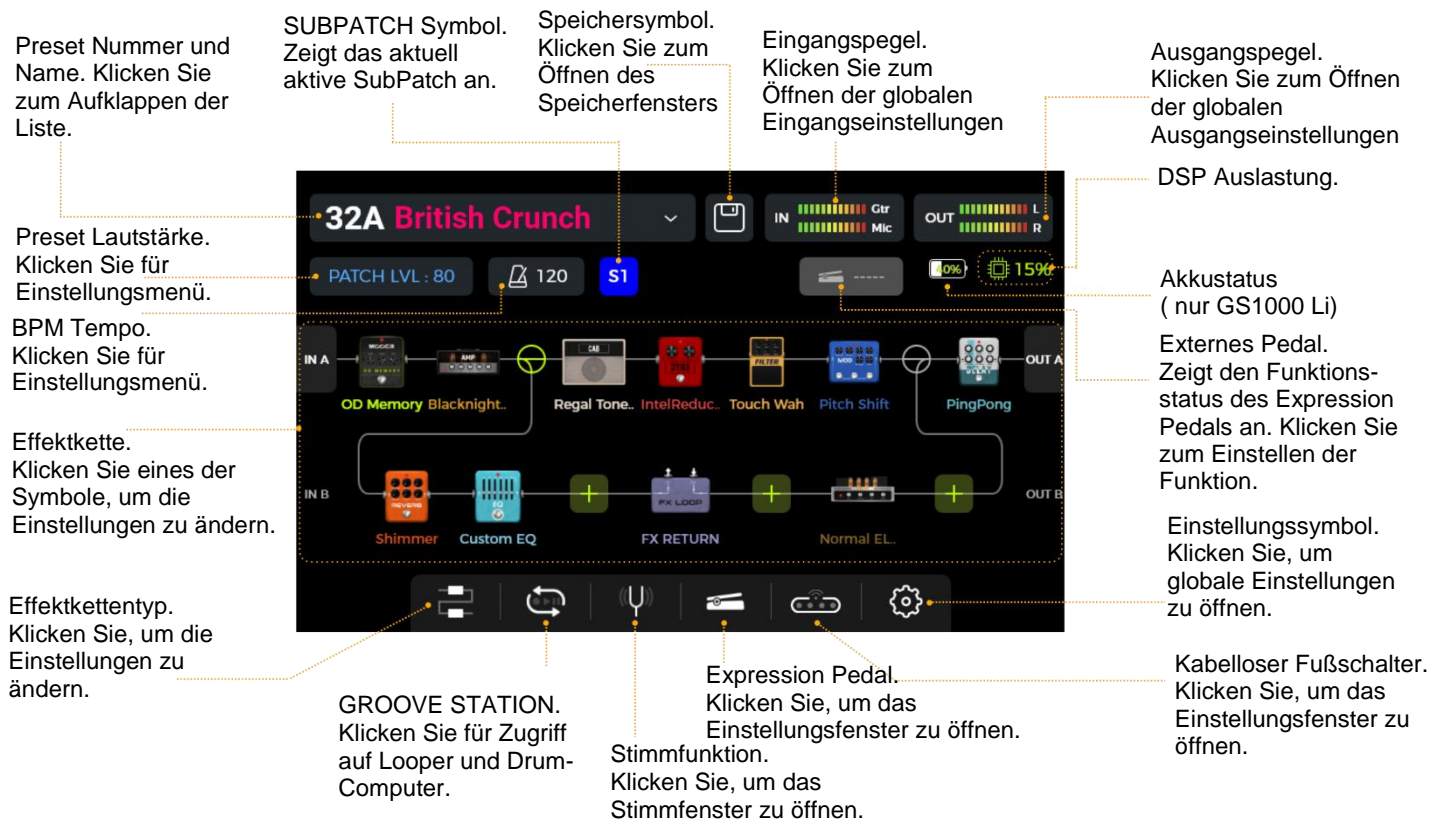 Preset Nummer und
Name. Klicken Sie
zum Aufklappen der
Liste.
SUBPATCH Symbol.
Zeigt das aktuell
aktive SubPatch an.
Speichersymbol.
Klicken Sie zum
Öffnen des
Speicherfensters
Eingangspegel.
Klicken Sie zum
Öffnen der globalen
Eingangseinstellungen
Ausgangspegel.
Klicken Sie zum Öffnen
der globalen
Ausgangseinstellungen
DSP Auslastung.
32A British Crunch
IN Gtr
Mic
OUT L
R
Preset Lautstärke.
Klicken Sie für
Einstellungsmenü.
PATCH LVL : 80
120
S1
-----
40%
15%
Akkustatus
( nur GS1000 Li)
BPM Tempo.
Klicken Sie für
Einstellungsmenü.
Externes Pedal.
Zeigt den Funktions-
status des Expression
Pedals an. Klicken Sie
zum Einstellen der
Funktion.
IN A
MOOER
AMP
CAB
FILTER
MOD
OUT A
OD Memory Blacknight.. Regal Tone.. IntelReduc.. Touch Wah Pitch Shift PingPong
Effektkette.
Klicken Sie eines der
Symbole, um die
Einstellungen zu ändern.
IN B
REVERB
EQ
FX LOOP
OUT B
Shimmer Custom EQ FX RETURN Normal EL..
Einstellungssymbol.
Klicken Sie, um
globale Einstellungen
zu öffnen.
Effektkettentyp.
Klicken Sie, um die
Einstellungen zu
ändern.
GROOVE STATION.
Klicken Sie für Zugriff
auf Looper und Drum-
Computer.
Stimmfunktion.
Klicken Sie, um das
Stimmfenster zu öffnen.
Expression Pedal.
Klicken Sie, um das
Einstellungsfenster zu öffnen.
Kabelloser Fußschalter.
Klicken Sie, um das
Einstellungsfenster zu
öffnen.